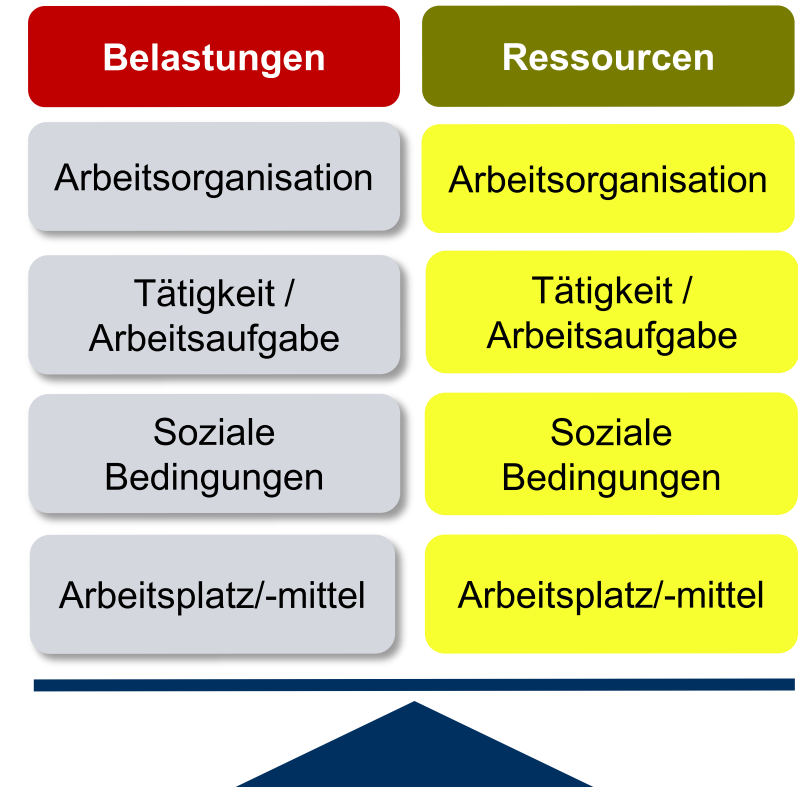 Belastungen
Ressourcen
Arbeitsorganisation
Arbeitsorganisation
Tätigkeit /
Arbeitsaufgabe
Tätigkeit /
Arbeitsaufgabe
Soziale
Bedingungen
Soziale
Bedingungen
Arbeitsplatz/-mittel
Arbeitsplatz/-mittel